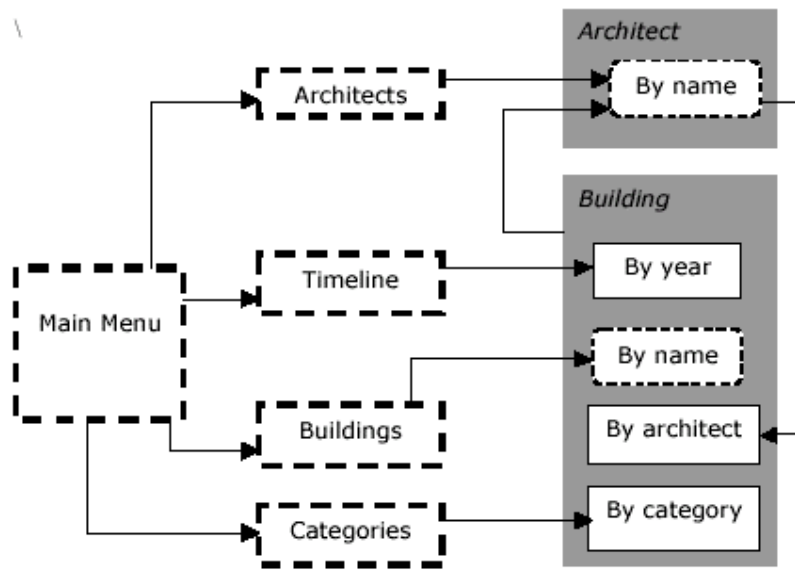 \
Architect
Architects
By name
Building
Timeline
By year
Main Menu
By name
Buildings
By architect
Categories
By category